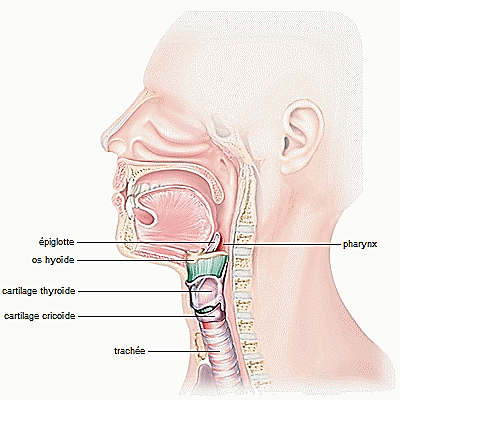 épiglotte
pharynx
os hyoïde
cartilage thyroïde
cartilage cricoïde
trachée